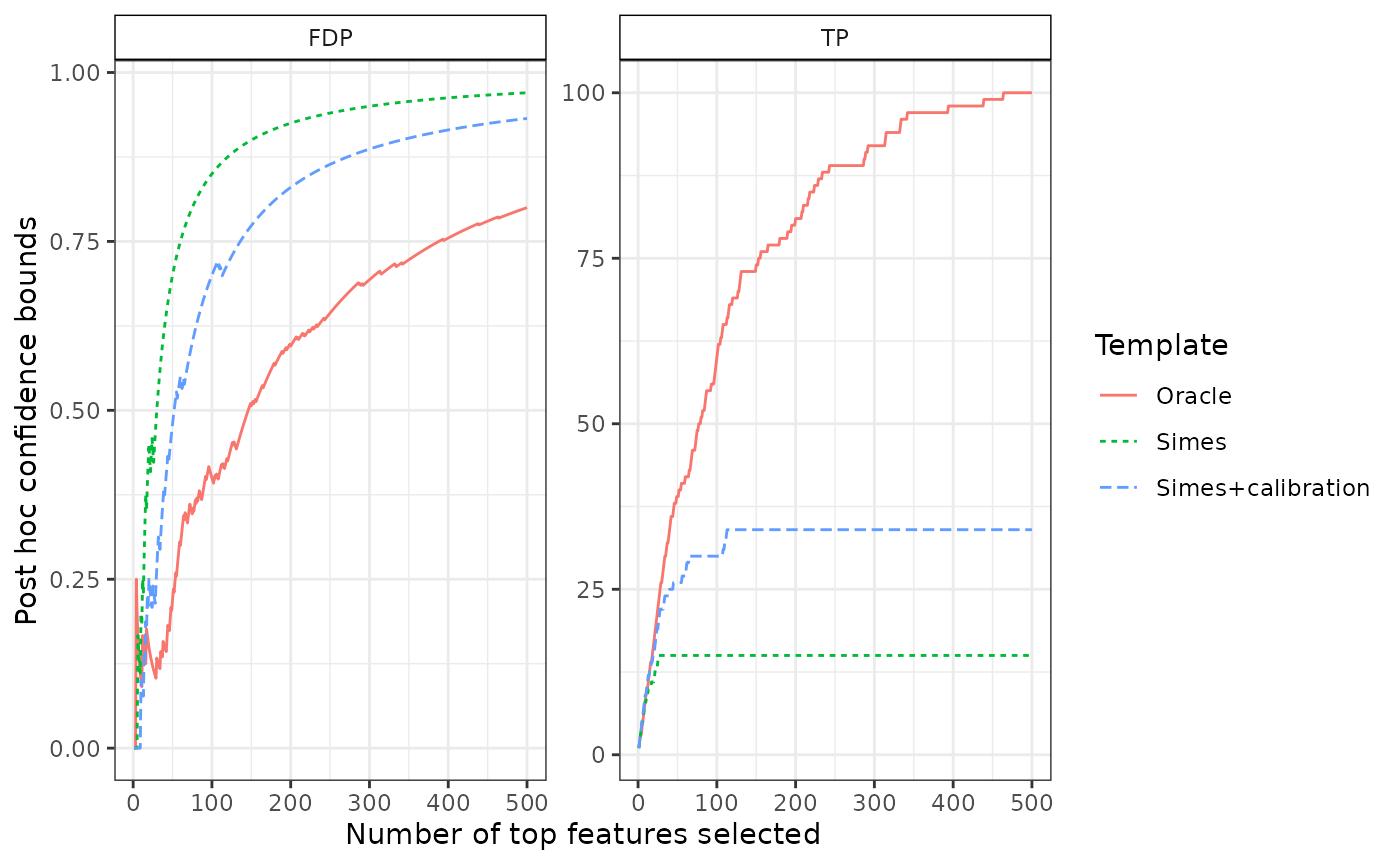 FDP
TP
Post hoc confidence bounds
1.00
0.75
0.50
0.25
0.00
100
75
50
25
0
0 100 200 300 400 500
0 100 200 300 400 500
Number of top features selected
Template
Oracle
Simes
Simes+calibration